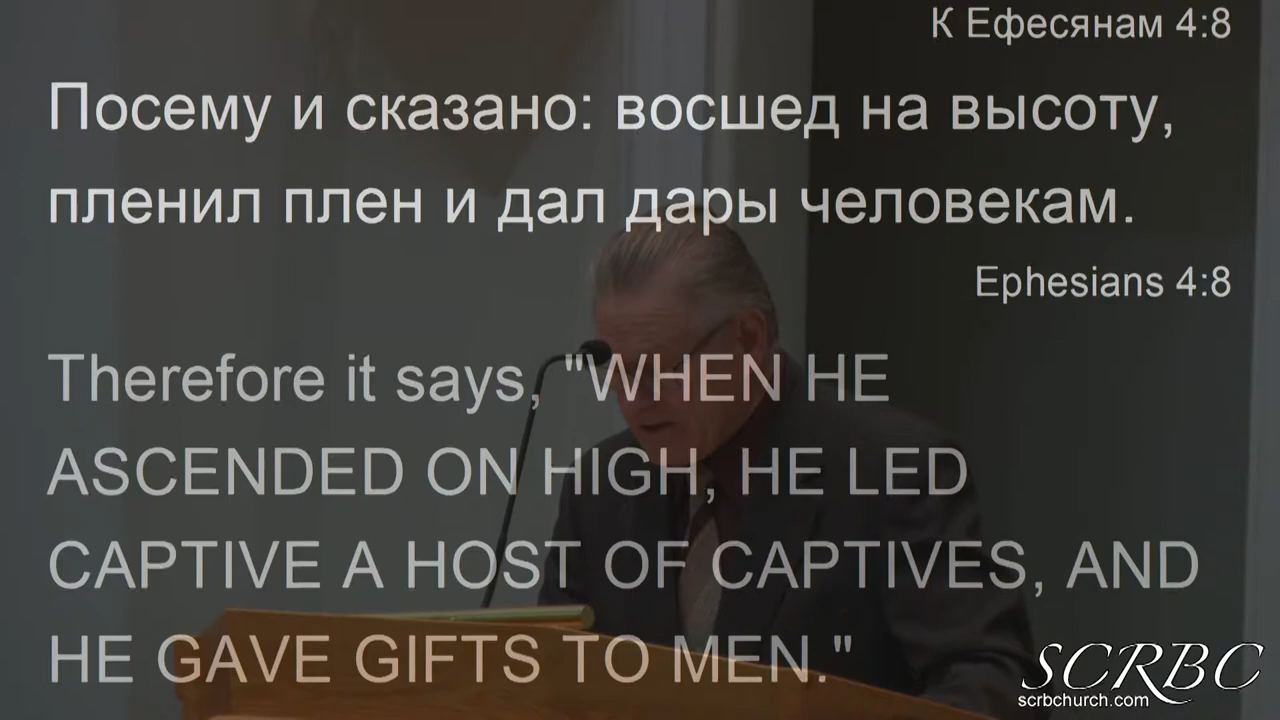 К Ефесянам 4:8
Посему и сказано: восшед на высоту,
пленил плен и дал дары человекам.
Ephesians 4:8
Therefore it says, "WHEN HE
ASCENDED ON HIGH, HE LED
CAPTIVE A HOST OF CAPTIVES, AND
HE GAVE GIFTS TO MEN."
SCRBC
scrbchurch.com